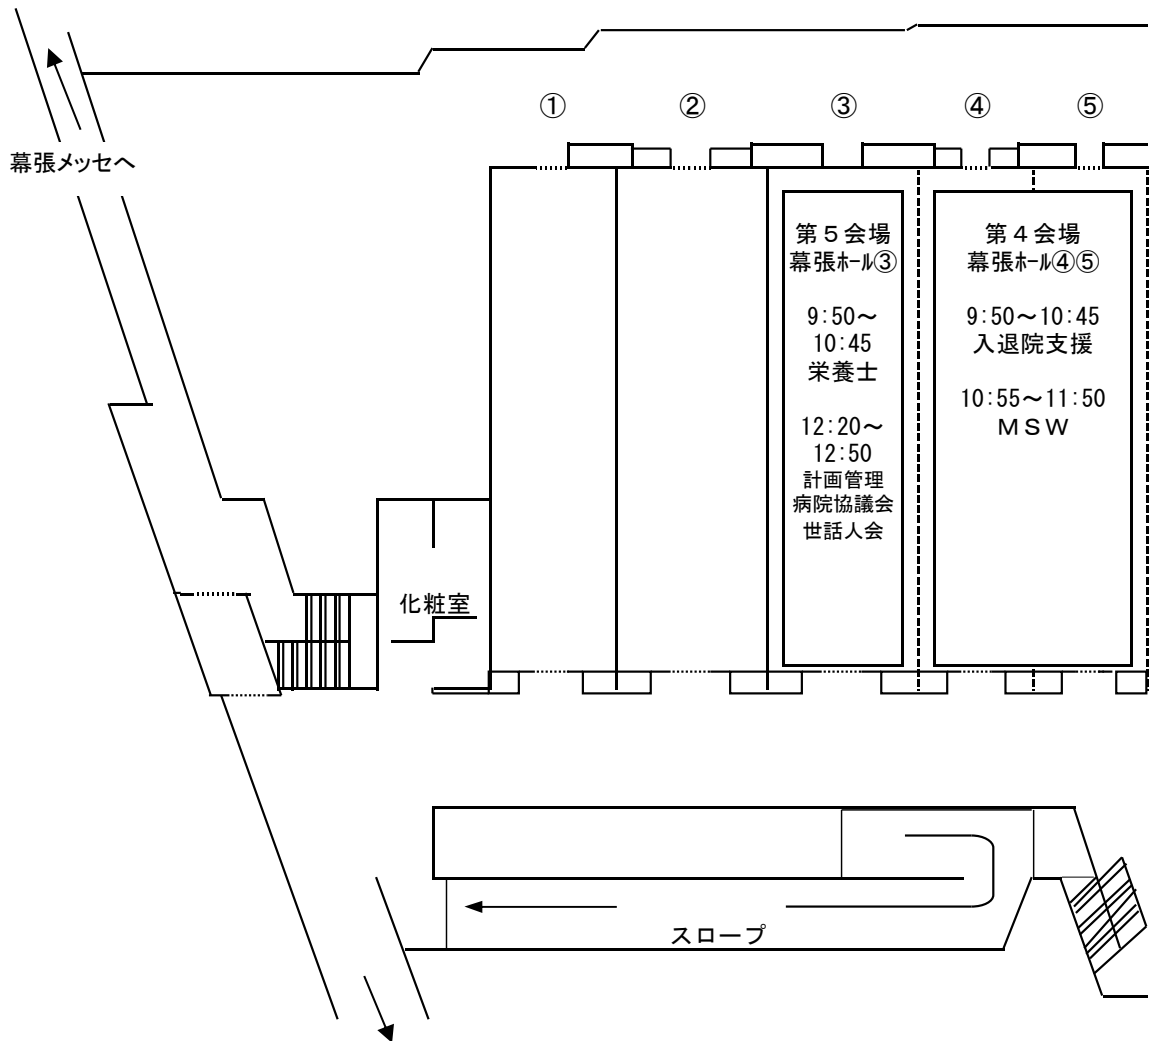 ① ② ③ ④ ⑤
幕張メッセへ
第５会場
幕張ﾎｰﾙ③
9:50～
10:45
栄養士
12:20～
12:50
計画管理
病院協議会
世話人会
第４会場
幕張ﾎｰﾙ④⑤
9:50～10:45
入退院支援
10:55～11:50
ＭＳＷ
化粧室
スロープ